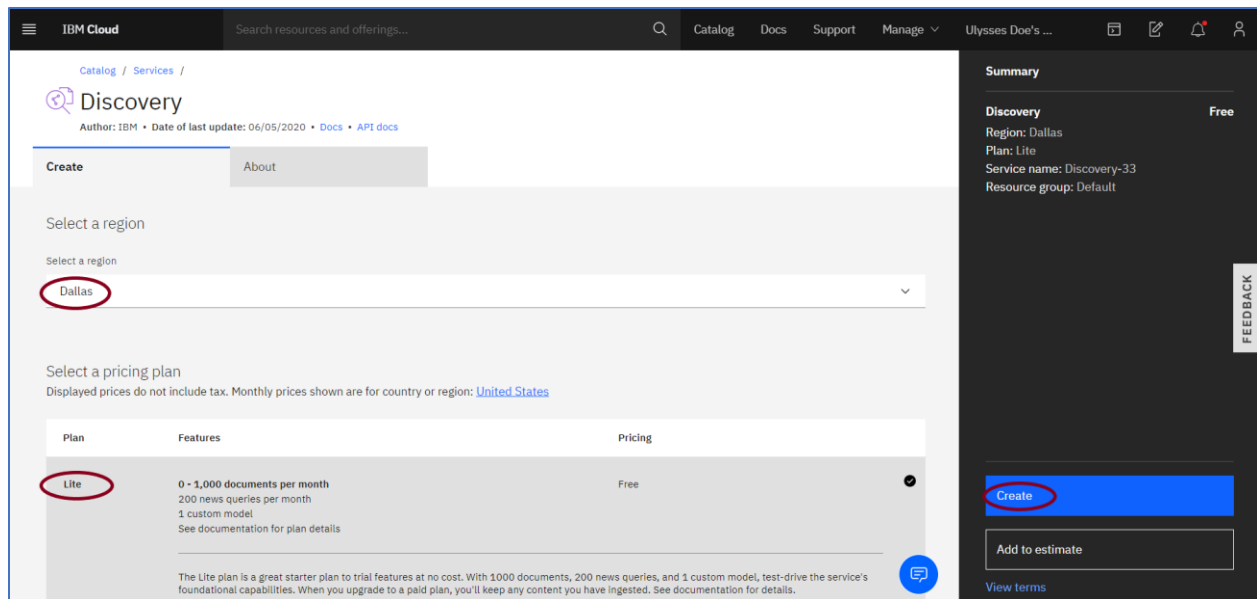 IBM Cloud
Search resources and offerings...
Catalog
Docs
Support
Manage
Ulysses Doe's ...
Catalog / Services /
Discovery
Author: IBM • Date of last update: 06/05/2020 • Docs • API docs
Create
About
Select a region
Select a region
Dallas
Select a pricing plan
Displayed prices do not include tax. Monthly prices shown are for country or region: United States
Plan
Features
Pricing
Lite
0 - 1,000 documents per month
Free
200 news queries per month
1 custom model
See documentation for plan details
The Lite plan is a great starter plan to trial features at no cost. With 1000 documents, 200 news queries, and 1 custom model, test-drive the service's
foundational capabilities. When you upgrade to a paid plan, you'll keep any content you have ingested. See documentation for details.
Summary
Discovery
Free
Region: Dallas
Plan: Lite
Service name: Discovery-33
Resource group: Default
FEEDBACK
Create
Add to estimate
View terms